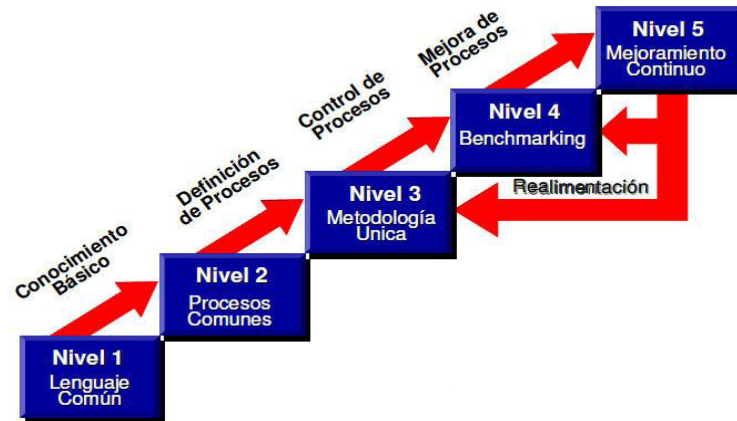 Nivel 5
Mejoramiento
Continuo
Mejora de
Procesos
Nivel 4
Benchmarking
Control de
Procesos
Realimentación
Nivel 3
Metodología
Unica
Definición
de Procesos
Nivel 2
Procesos
Comunes
Conocimiento
Básico
Nivel 1
Lenguaje
Común